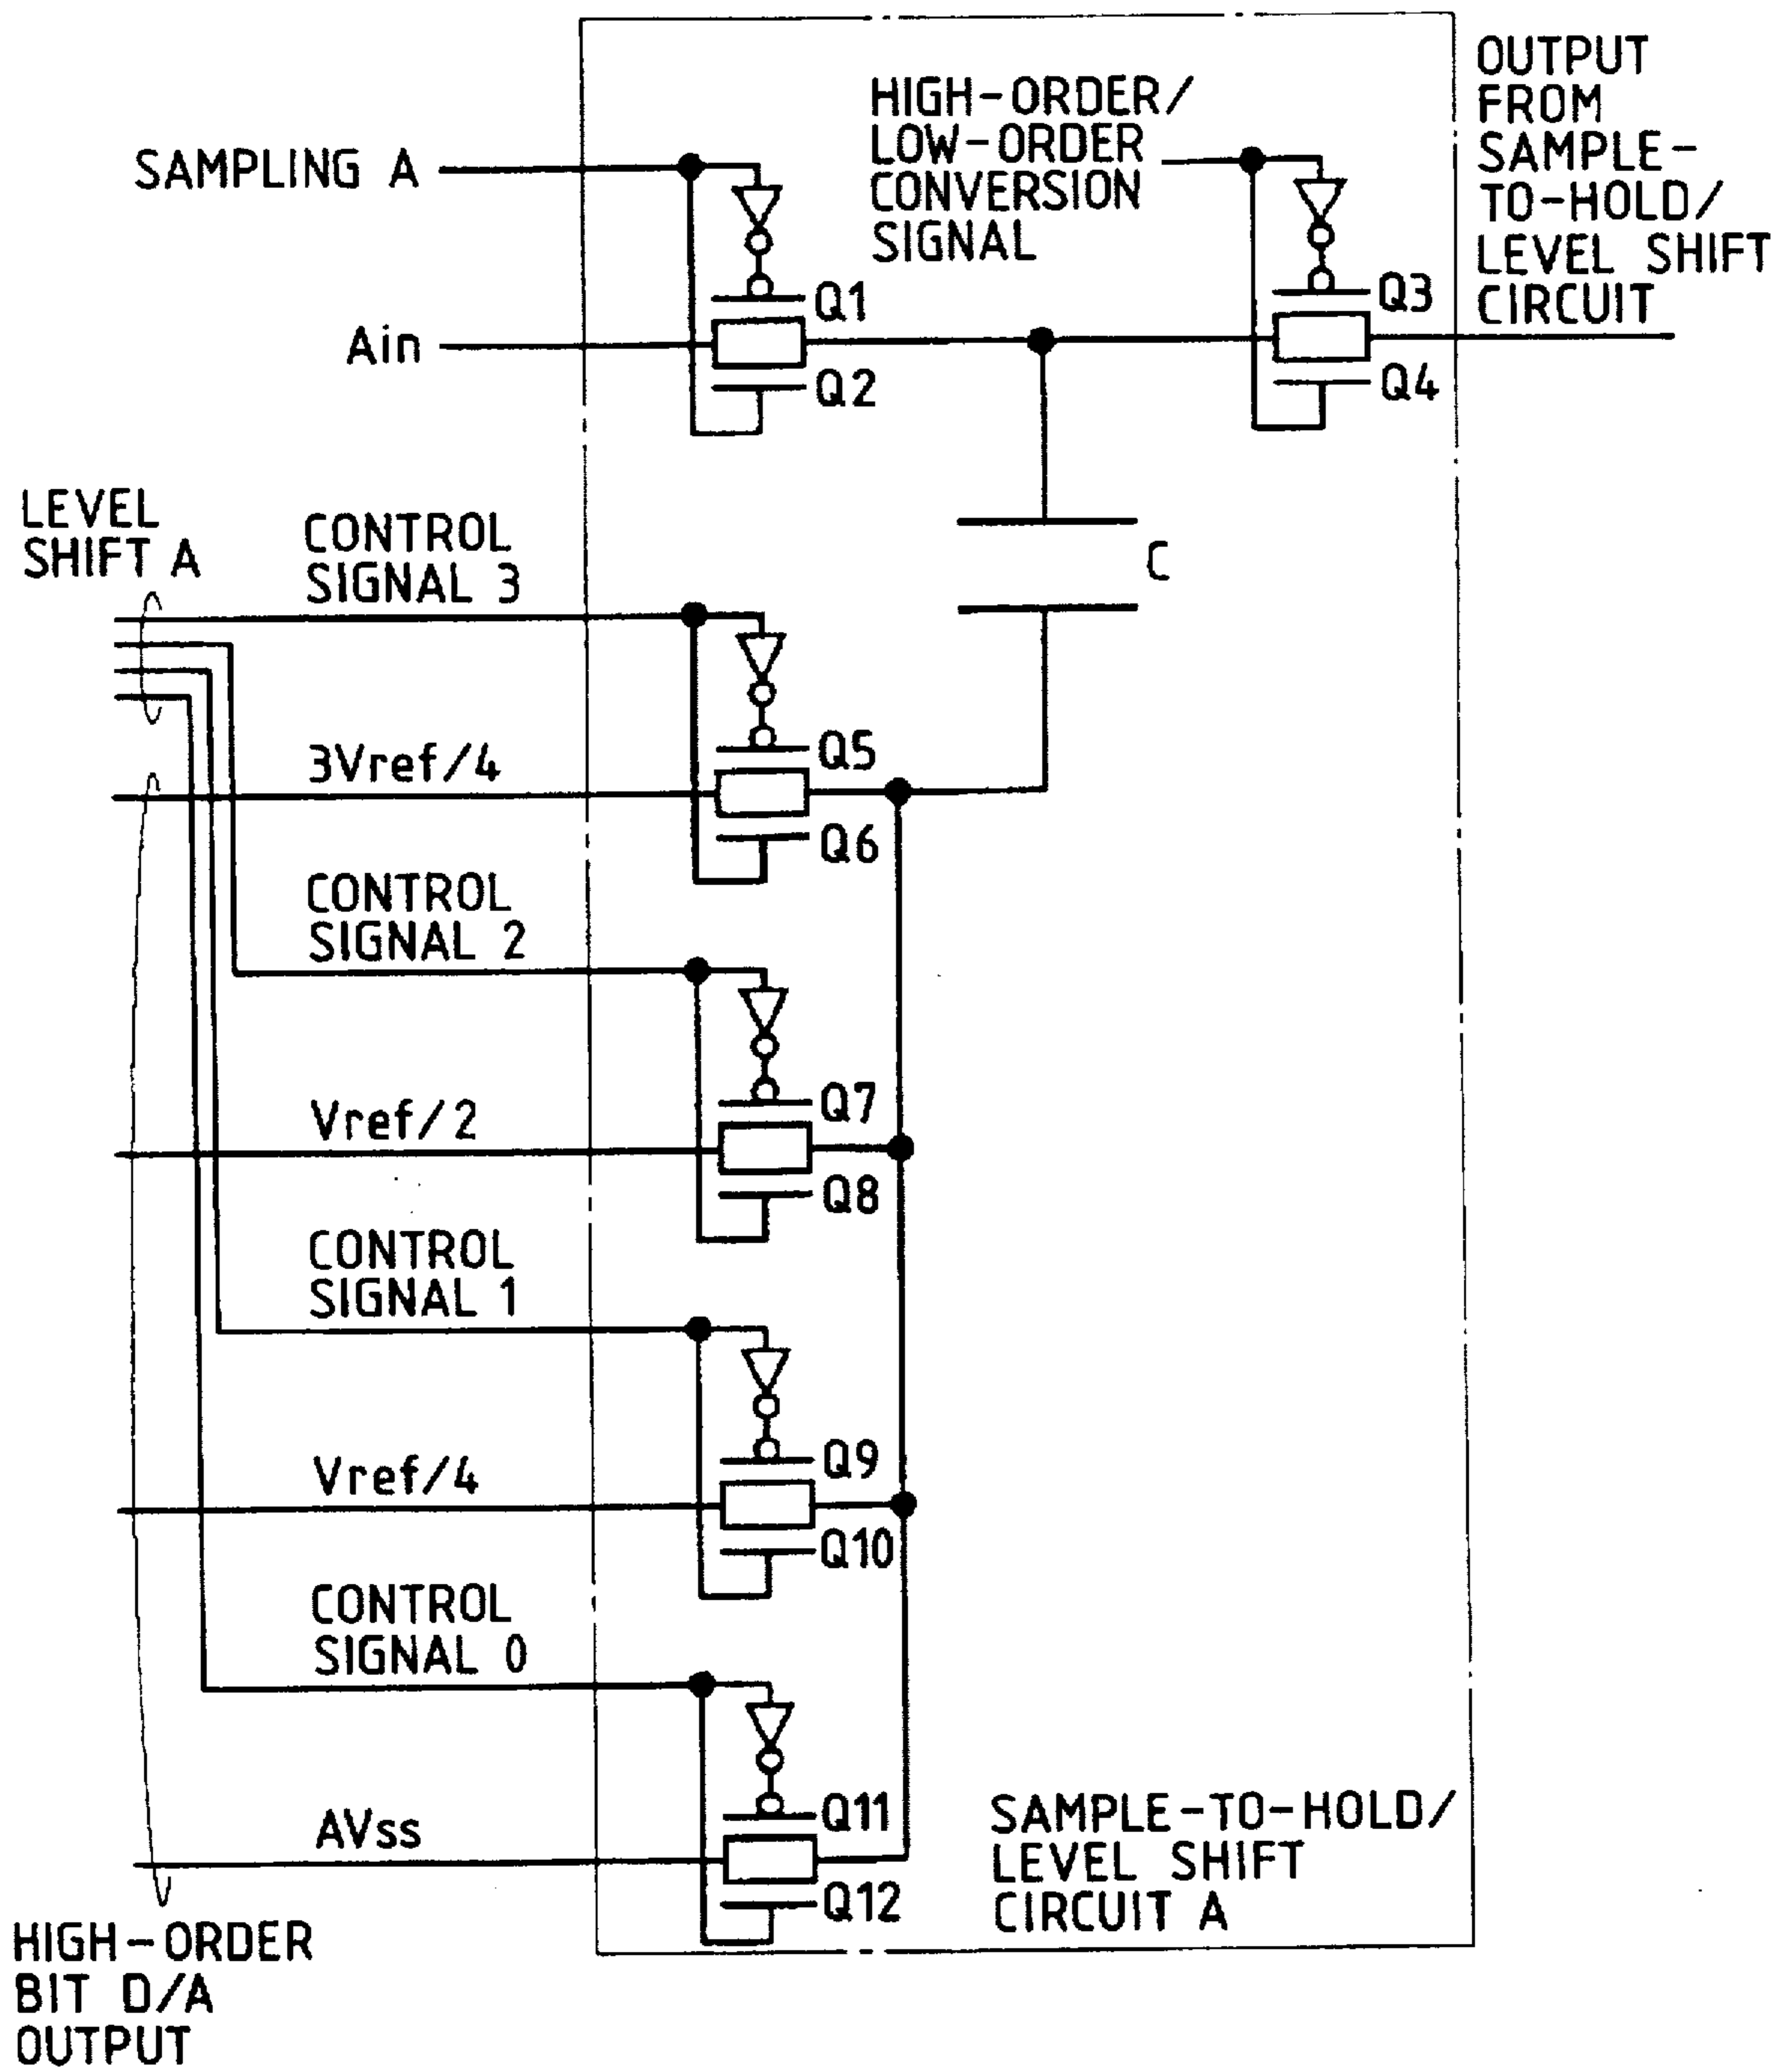 OUTPUT
FROM
SAMPLE-
TO-HOLD/
LEVEL SHIFT
CIRCUIT
HIGH-ORDER/
LOW-ORDER
CONVERSION
SIGNAL
SAMPLING A
Q1
Q3
Ain
Q2
Q4
LEVEL
SHIFT A
CONTROL
SIGNAL 3
C
3Vref/4
Q5
Q6
CONTROL
SIGNAL 2
Vref/2
Q7
Q8
CONTROL
SIGNAL 1
Vref/4
Q9
Q10
CONTROL
SIGNAL 0
AVss
Q11
Q12
SAMPLE-TO-HOLD/
LEVEL SHIFT
CIRCUIT A
HIGH-ORDER
BIT D/A
OUTPUT